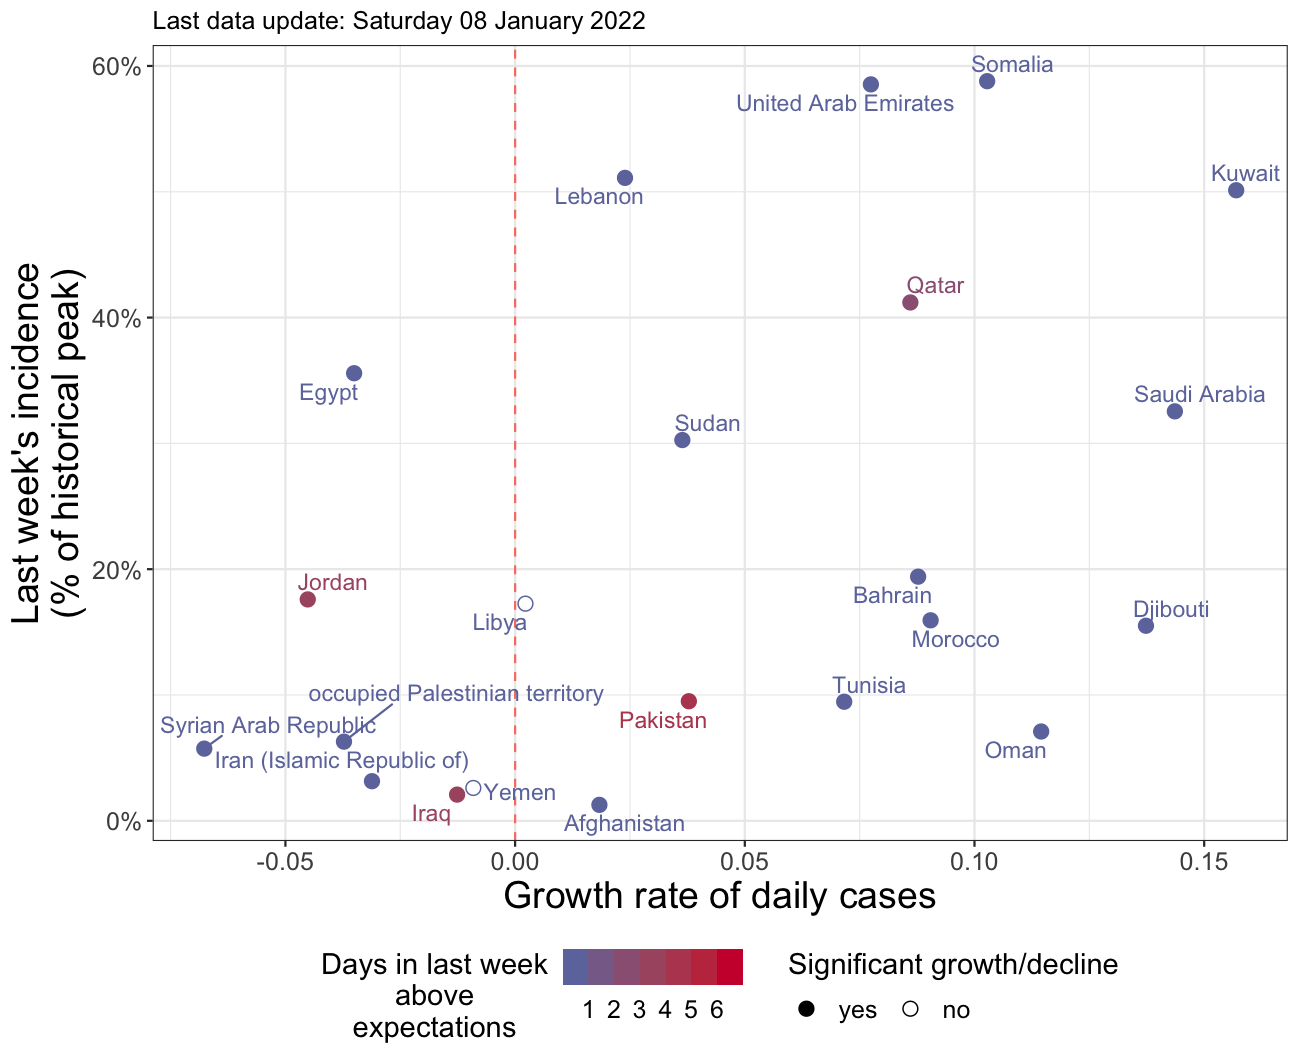 Last data update: Saturday 08 January 2022
Last week's incidence
(% of historical peak)
60%
40%
20%
0%
Somalia
United Arab Emirates
Kuwait
Lebanon
Qatar
Egypt
Saudi Arabia
Sudan
Jordan
Bahrain
Libya
Djibouti
Morocco
Tunisia
occupied Palestinian territory
Pakistan
Syrian Arab Republic
Oman
Iran (Islamic Republic of)
Yemen
Iraq
Afghanistan
-0.05 0.00 0.05 0.10 0.15
Growth rate of daily cases
Days in last week
above
expectations
1 2 3 4 5 6
Significant growth/decline
yes no